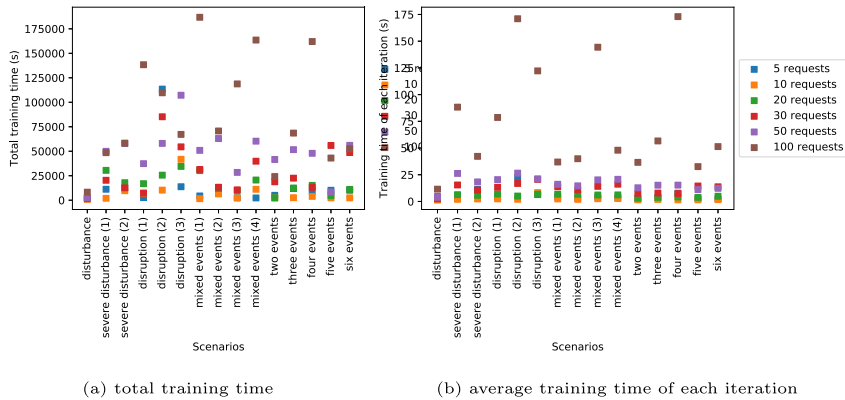 175000
150000
125000
100000
75000
50000
25000
0
Total training time (s)
disturbance
severe disturbance (1)
severe disturbance (2)
disruption (1)
disruption (2)
disruption (3)
mixed events (1)
mixed events (2)
mixed events (3)
mixed events (4)
two events
three events
four events
five events
six events
Scenarios
(a) total training time
175
150
125
100
75
50
25
0
Training time of each iteration (s)
disturbance
severe disturbance (1)
severe disturbance (2)
disruption (1)
disruption (2)
disruption (3)
mixed events (1)
mixed events (2)
mixed events (3)
mixed events (4)
two events
three events
four events
five events
six events
Scenarios
(b) average training time of each iteration
5 requests
10 requests
20 requests
30 requests
50 requests
100 requests